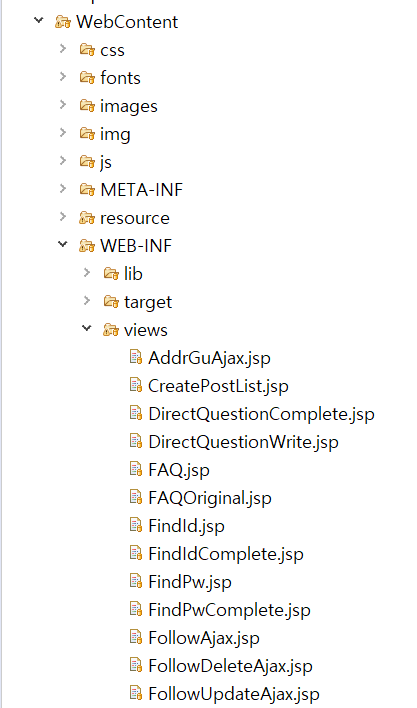 WebContent
css
fonts
images
img
js
META-INF
resource
WEB-INF
lib
target
views
AddrGuAjax.jsp
CreatePostList.jsp
DirectQuestionComplete.jsp
DirectQuestionWrite.jsp
FAQ.jsp
FAQOriginal.jsp
FindId.jsp
FindIdComplete.jsp
FindPw.jsp
FindPwComplete.jsp
FollowAjax.jsp
FollowDeleteAjax.jsp
FollowUpdateAjax.jsp